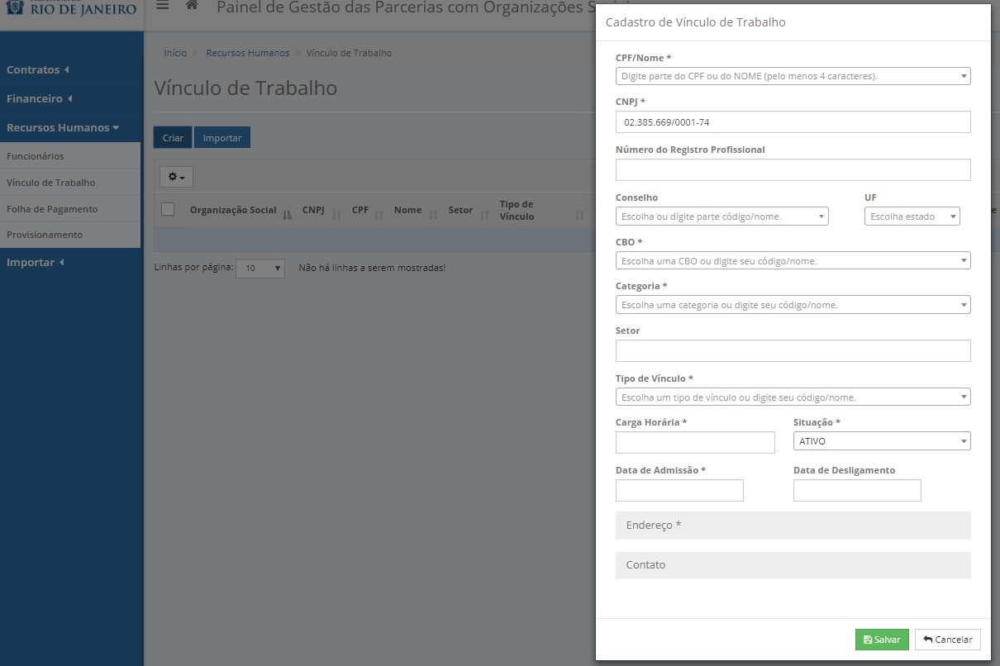 RIO DE JANEIRO
Painel de Gestão das Parcerias com Organizações
Contratos
Financeiro
Recursos Humanos
Funcionários
Vínculo de Trabalho
Folha de Pagamento
Provisionamento
Importar
Início > Recursos Humanos > Vínculo de Trabalho
Vínculo de Trabalho
Criar Importar
Organização Social CNPJ CPF Nome Setor Tipo de
Vínculo
Linhas por página: 10 Não há linhas a serem mostradas!
Cadastro de Vínculo de Trabalho
CPF/Nome *
Digite parte do CPF ou do NOME (pelo menos 4 caracteres).
CNPJ *
02.385.669/0001-74
Número do Registro Profissional
Conselho UF
Escolha ou digite parte código/nome. Escolha estado
CBO *
Escolha uma CBO ou digite seu código/nome.
Categoria *
Escolha uma categoria ou digite seu código/nome.
Setor
Tipo de Vínculo *
Escolha um tipo de vínculo ou digite seu código/nome.
Carga Horária * Situação *
ATIVO
Data de Admissão * Data de Desligamento
Endereço *
Contato
Salvar Cancelar